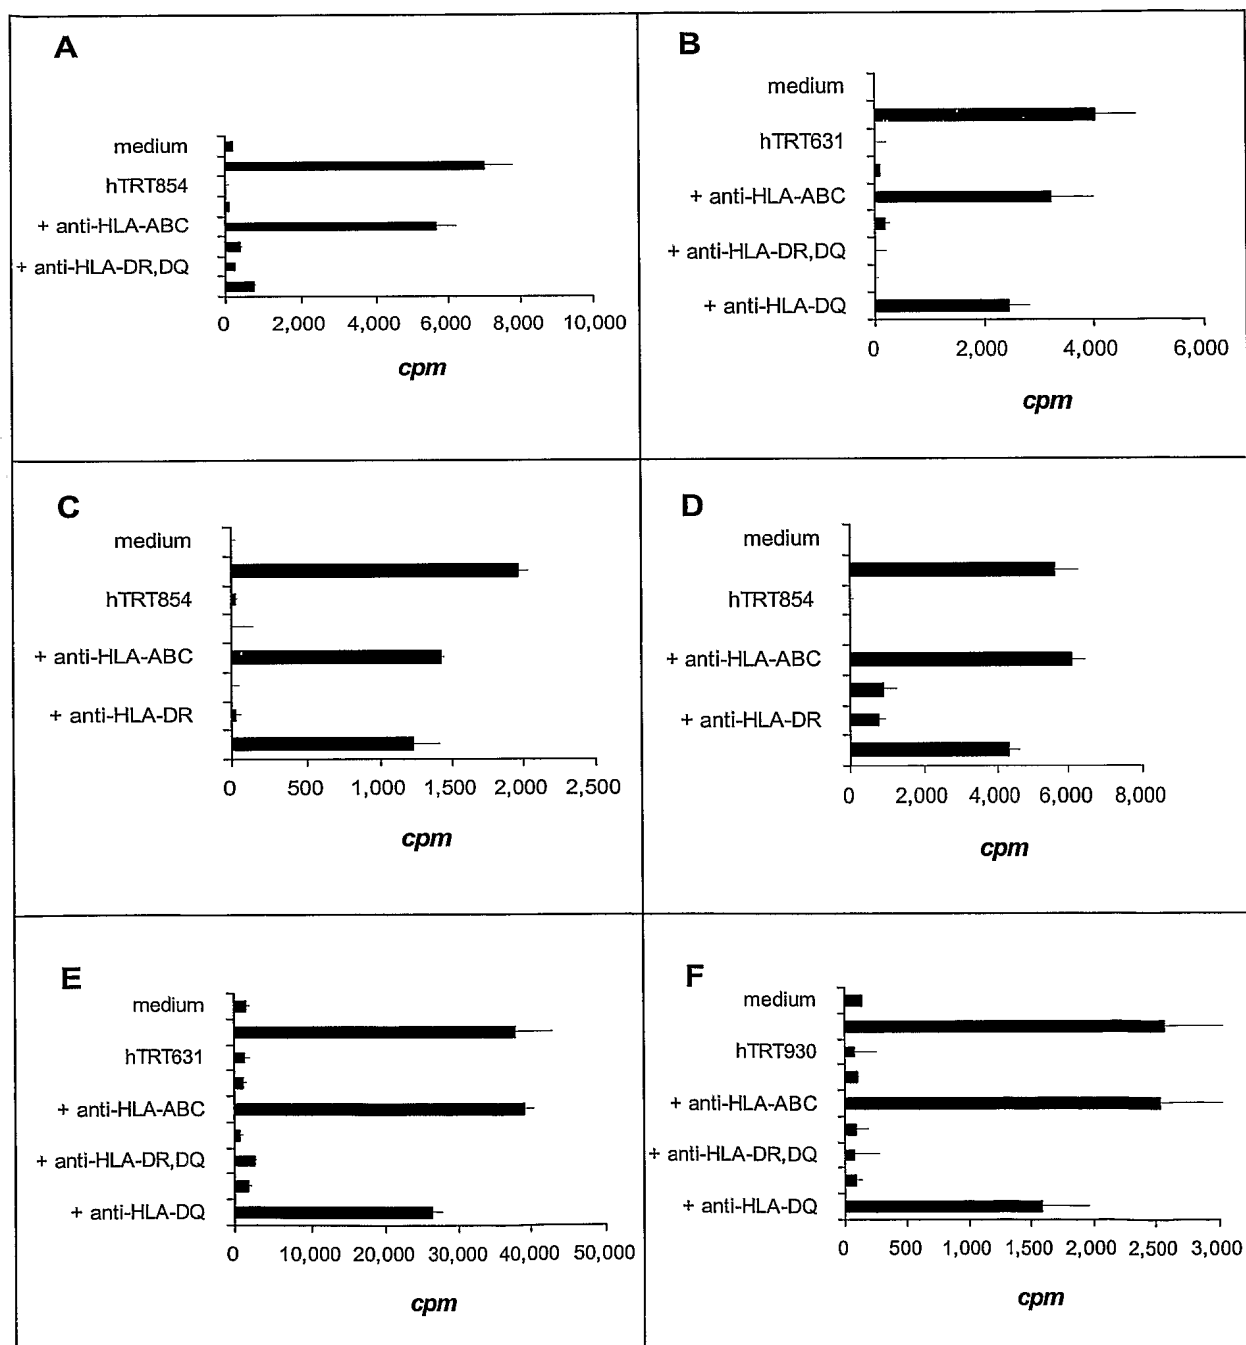 A
medium
hTRT854
+ anti-HLA-ABC
+ anti-HLA-DR,DQ
0 2,000 4,000 6,000 8,000 10,000
cpm
B
medium
hTRT631
+ anti-HLA-ABC
+ anti-HLA-DR,DQ
+ anti-HLA-DQ
0 2,000 4,000 6,000
cpm
C
medium
hTRT854
+ anti-HLA-ABC
+ anti-HLA-DR
0 500 1,000 1,500 2,000 2,500
cpm
D
medium
hTRT854
+ anti-HLA-ABC
+ anti-HLA-DR
0 2,000 4,000 6,000 8,000
cpm
E
medium
hTRT631
+ anti-HLA-ABC
+ anti-HLA-DR,DQ
+ anti-HLA-DQ
0 10,000 20,000 30,000 40,000 50,000
cpm
F
medium
hTRT930
+ anti-HLA-ABC
+ anti-HLA-DR,DQ
+ anti-HLA-DQ
0 500 1,000 1,500 2,000 2,500 3,000
cpm